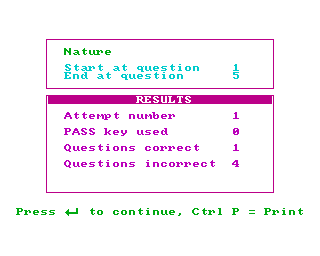 Nature
Start at question 1
End at question 5
RESULTS
Attempt number 1
PASS key used 0
Questions correct 1
Questions incorrect 4
Press ↵ to continue, Ctrl P = Print